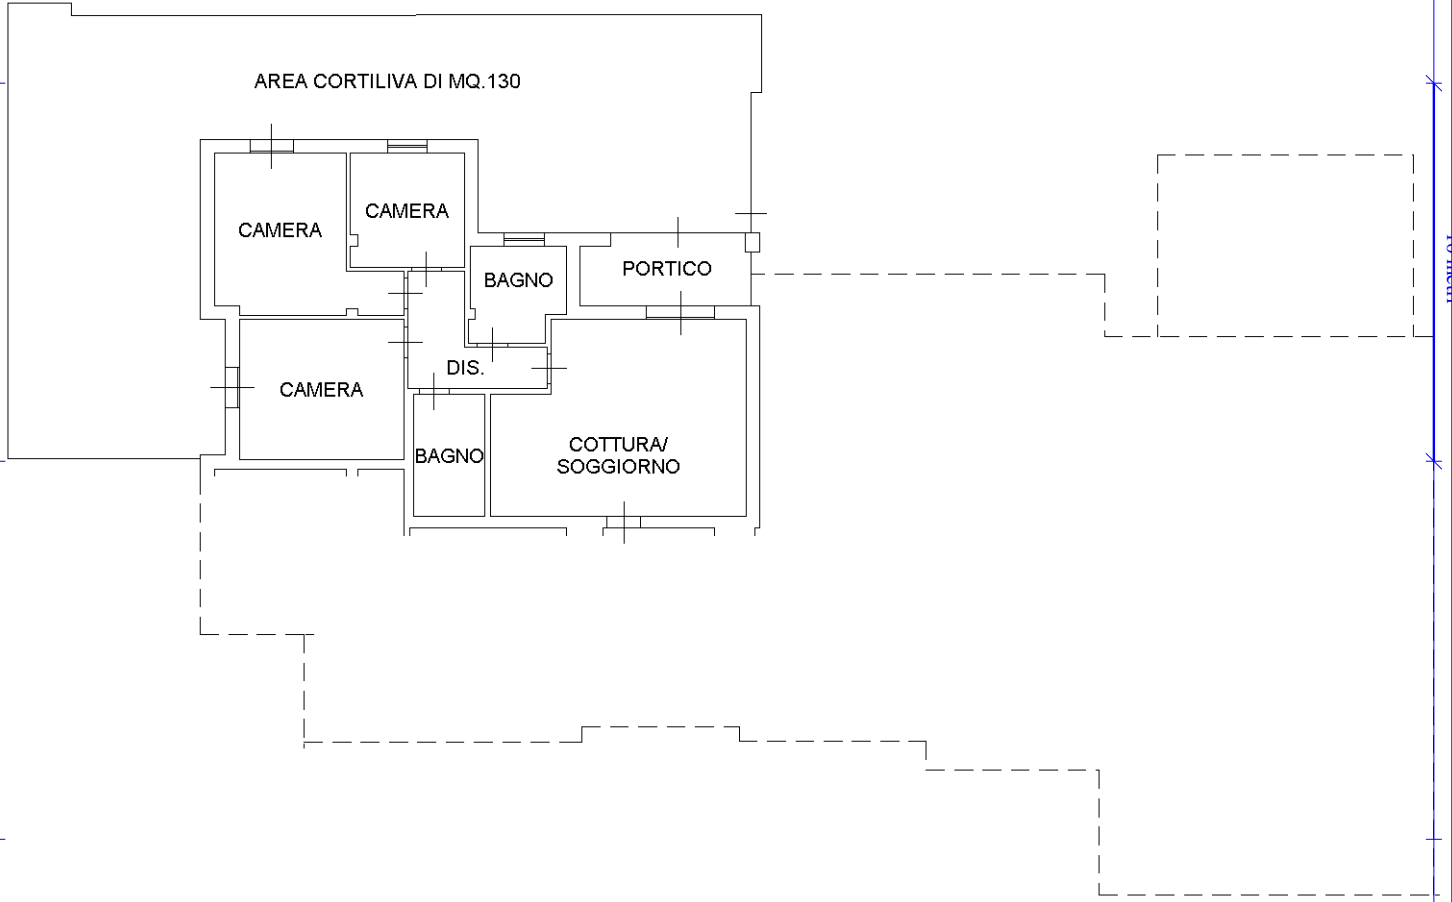 AREA CORTILIVA DI MQ.130
CAMERA
CAMERA
BAGNO
PORTICO
DIS.
CAMERA
COTTURA/
SOGGIORNO
BAGNO